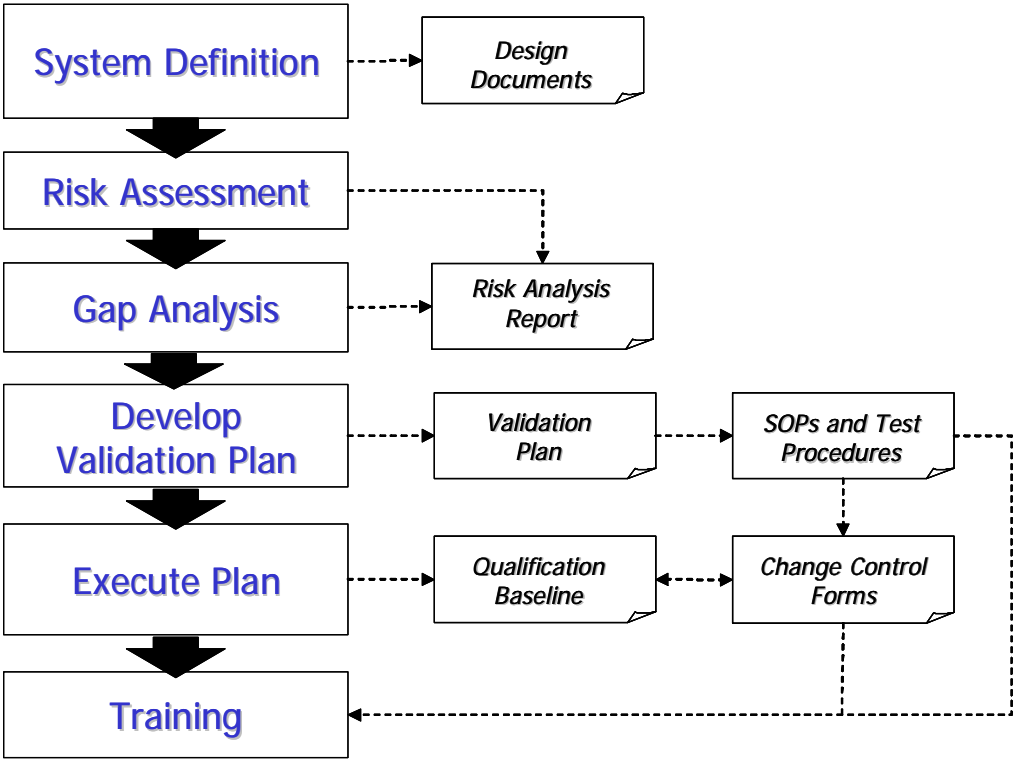 System Definition
Design
Documents
Risk Assessment
Gap Analysis
Risk Analysis
Report
Develop
Validation Plan
Validation
Plan
SOPs and Test
Procedures
Execute Plan
Qualification
Baseline
Change Control
Forms
Training